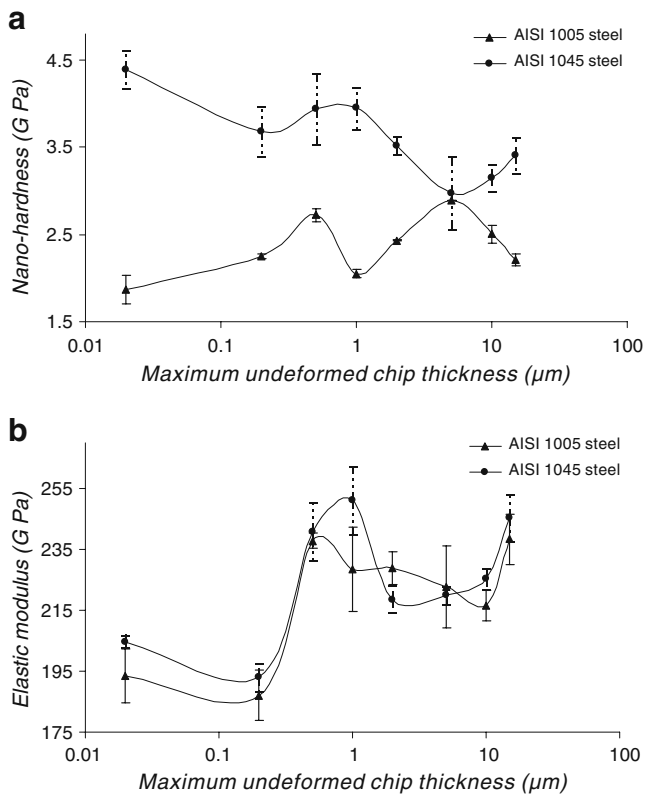 a
AISI 1005 steel
AISI 1045 steel
4.5
3.5
2.5
1.5
Nano-hardness (G Pa)
0.01 0.1 1 10 100
Maximum undeformed chip thickness (μm)
b
AISI 1005 steel
AISI 1045 steel
255
235
215
195
175
Elastic modulus (G Pa)
0.01 0.1 1 10 100
Maximum undeformed chip thickness (μm)